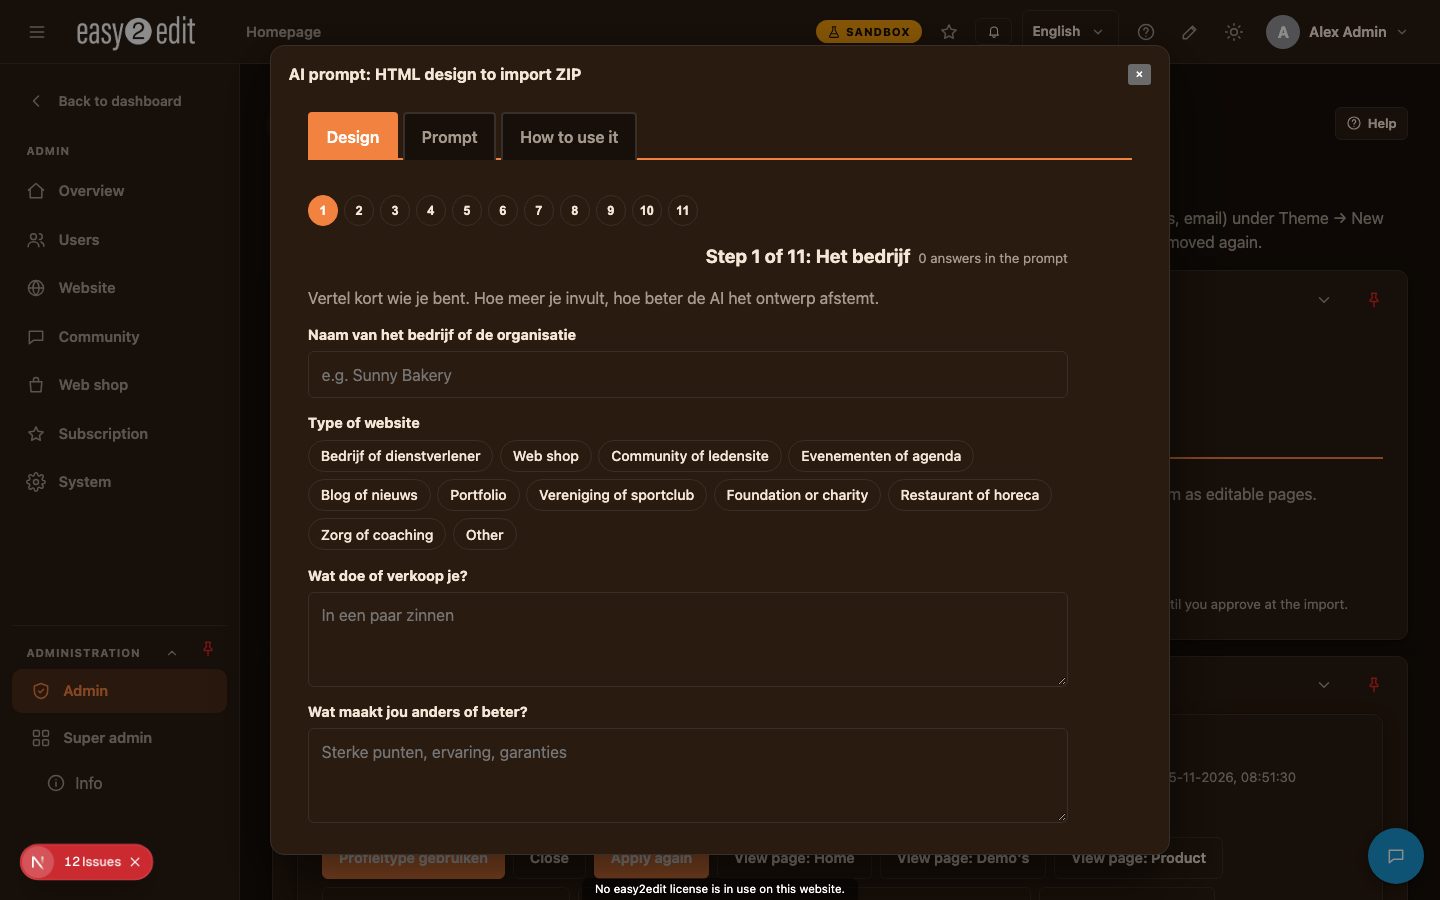 easy2edit
Homepage
SANDBOX
English
A
Alex Admin
AI prompt: HTML design to import ZIP
×
Back to dashboard
Help
ADMIN
Design
Prompt
How to use it
Overview
Users
Website
Community
Web shop
Subscription
System
1
2
3
4
5
6
7
8
9
10
11
s, email) under Theme → New
moved again.
Step 1 of 11: Het bedrijf
0 answers in the prompt
Vertel kort wie je bent. Hoe meer je invult, hoe beter de AI het ontwerp afstemt.
Naam van het bedrijf of de organisatie
e.g. Sunny Bakery
Type of website
Bedrijf of dienstverlener
Web shop
Community of ledensite
Evenementen of agenda
Blog of nieuws
Portfolio
Vereniging of sportclub
Foundation or charity
Restaurant of horeca
m as editable pages.
Zorg of coaching
Other
Wat doe of verkoop je?
In een paar zinnen
til you approve at the import.
ADMINISTRATION
Admin
Wat maakt jou anders of beter?
Super admin
Sterke punten, ervaring, garanties
5-11-2026, 08:51:30
Info
N
12 Issues
Profieltype gebruiken
Close
Apply again
View page: Home
View page: Demo's
View page: Product
No easy2edit license is in use on this website.